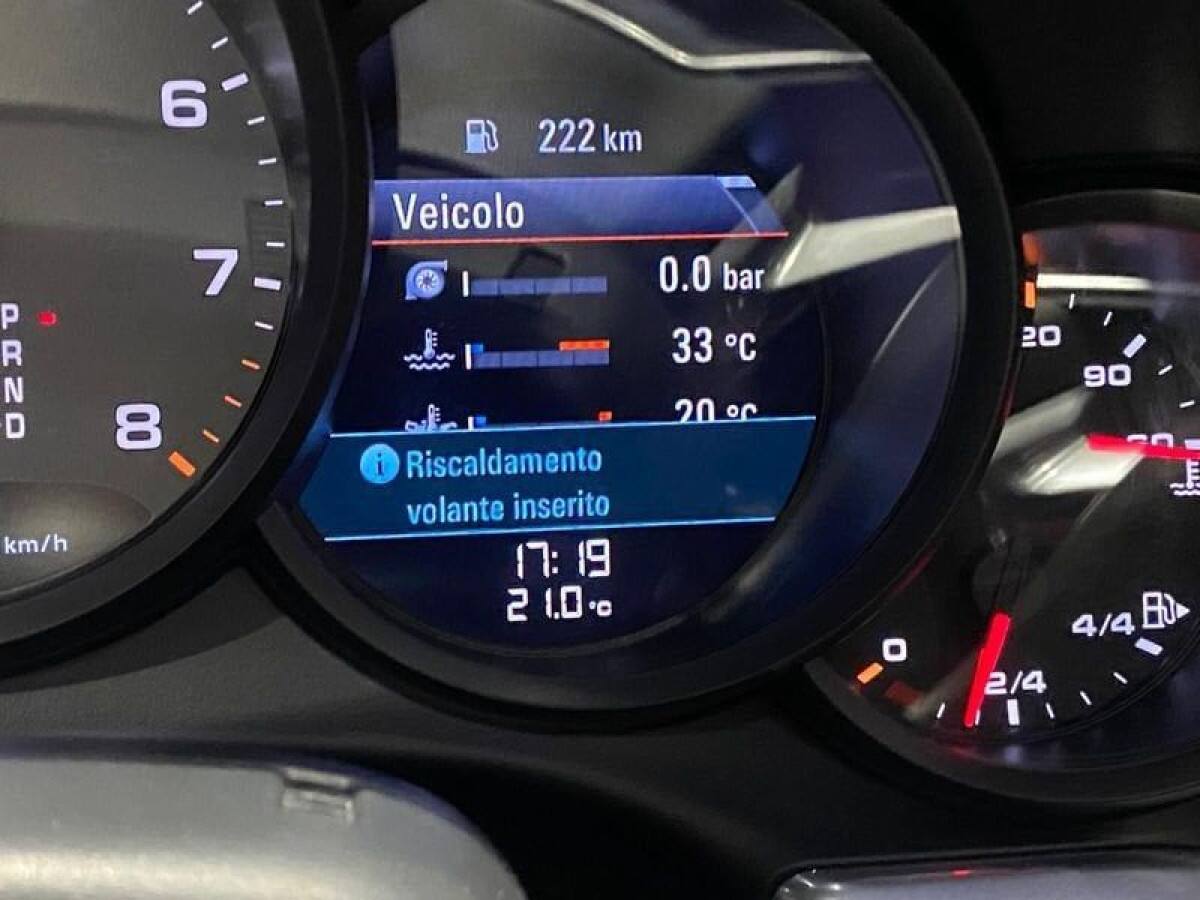 6
7
8
P
R
N
D
km/h
222 km
Veicolo
0.0 bar
33 °C
20 °C
Riscaldamento
volante inserito
17:19
21.0 °C
90
60
0
2/4
4/4